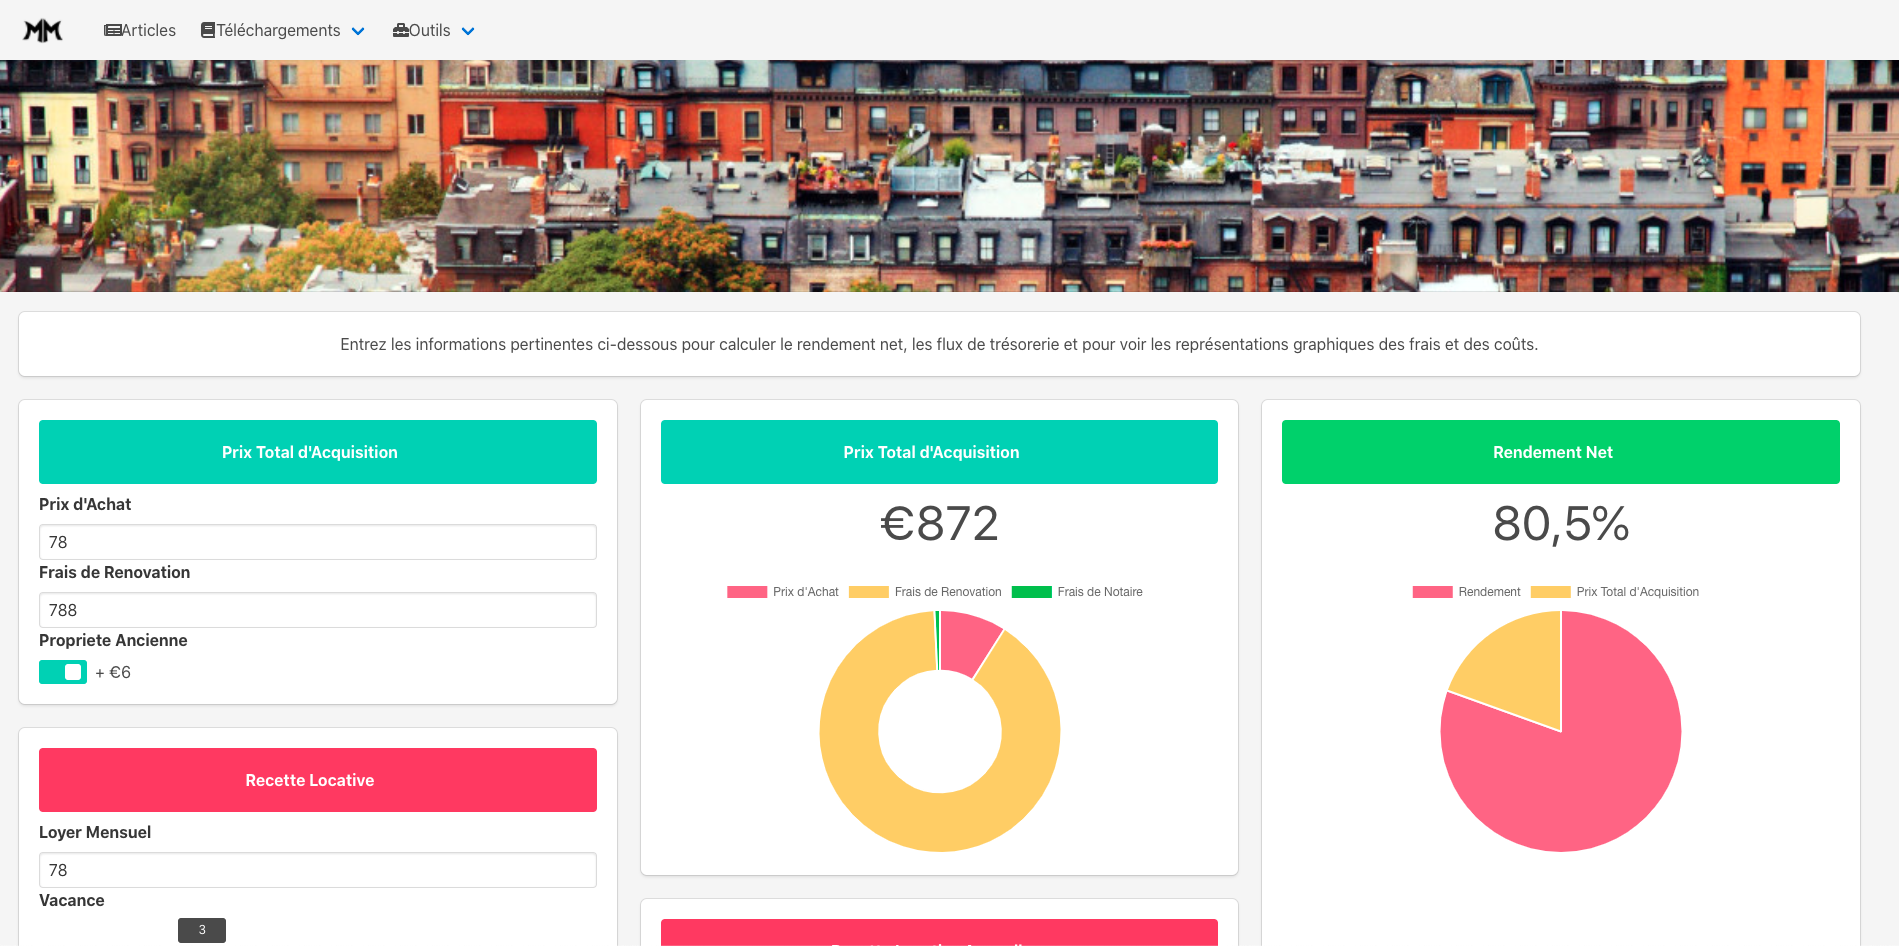 MM
Articles
Téléchargements
Outils
Entrez les informations pertinentes ci-dessous pour calculer le rendement net, les flux de trésorerie et pour voir les représentations graphiques des frais et des coûts.
Prix Total d'Acquisition
Prix d'Achat
78
Frais de Renovation
788
Propriete Ancienne
+ €6
Recette Locative
Loyer Mensuel
78
Vacance
3
Prix Total d'Acquisition
€872
Prix d'Achat Frais de Renovation Frais de Notaire
Rendement Net
80,5%
Rendement Prix Total d'Acquisition